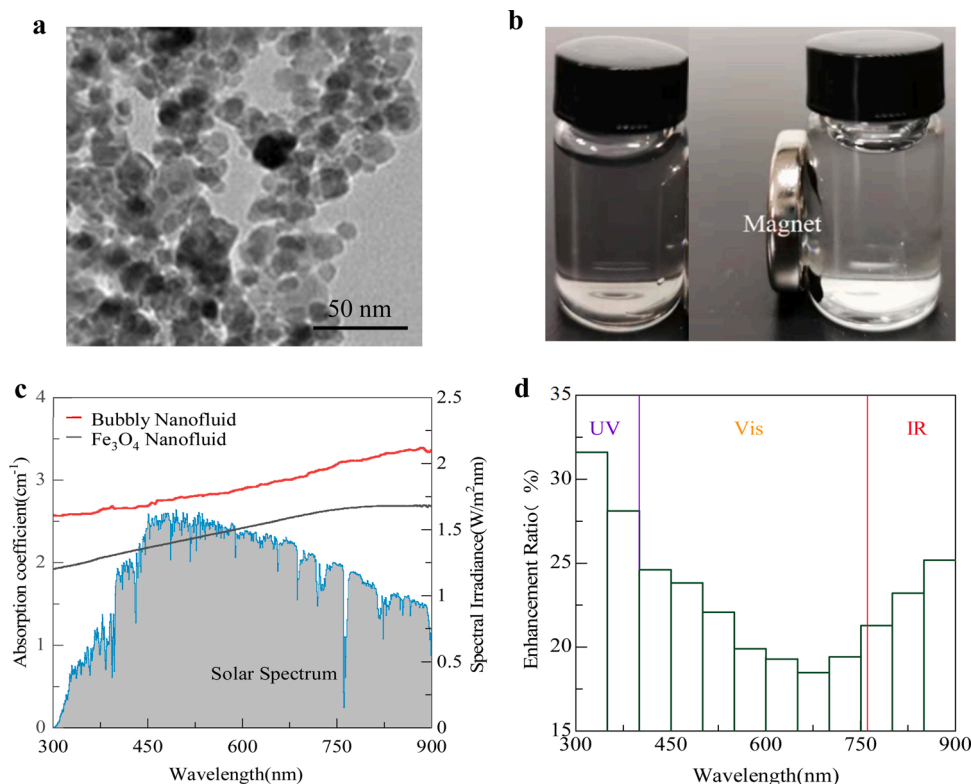 a
50 nm
b
Magnet
c
Absorption coefficient(cm⁻¹)
4
3
2
1
0
Bubbly Nanofluid
Fe₃O₄ Nanofluid
Solar Spectrum
2.5
2
1.5
1
0.5
0
Spectral Irradiance(W/m²nm)
300 450 600 750 900
Wavelength(nm)
d
Enhancement Ratio( %)
35
30
25
20
15
UV Vis IR
300 450 600 750 900
Wavelength(nm)